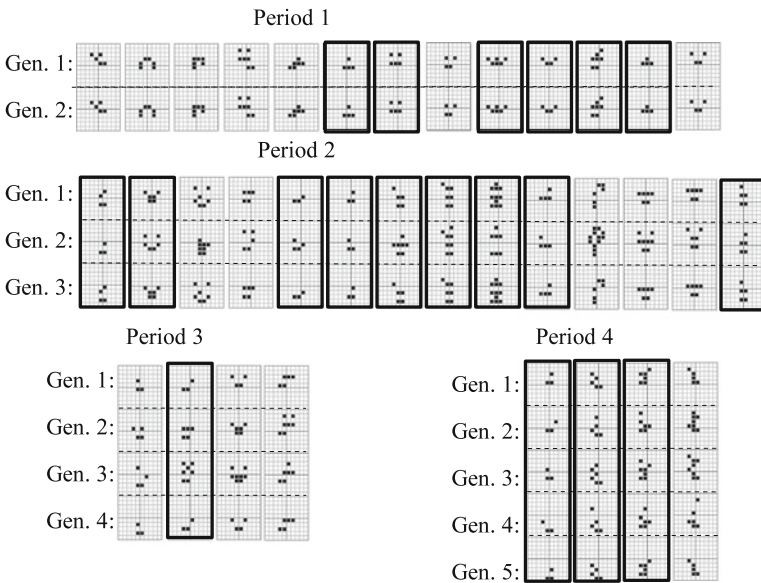 Period 1
Gen. 1:
Gen. 2:
Period 2
Gen. 1:
Gen. 2:
Gen. 3:
Period 3
Gen. 1:
Gen. 2:
Gen. 3:
Gen. 4:
Period 4
Gen. 1:
Gen. 2:
Gen. 3:
Gen. 4:
Gen. 5: